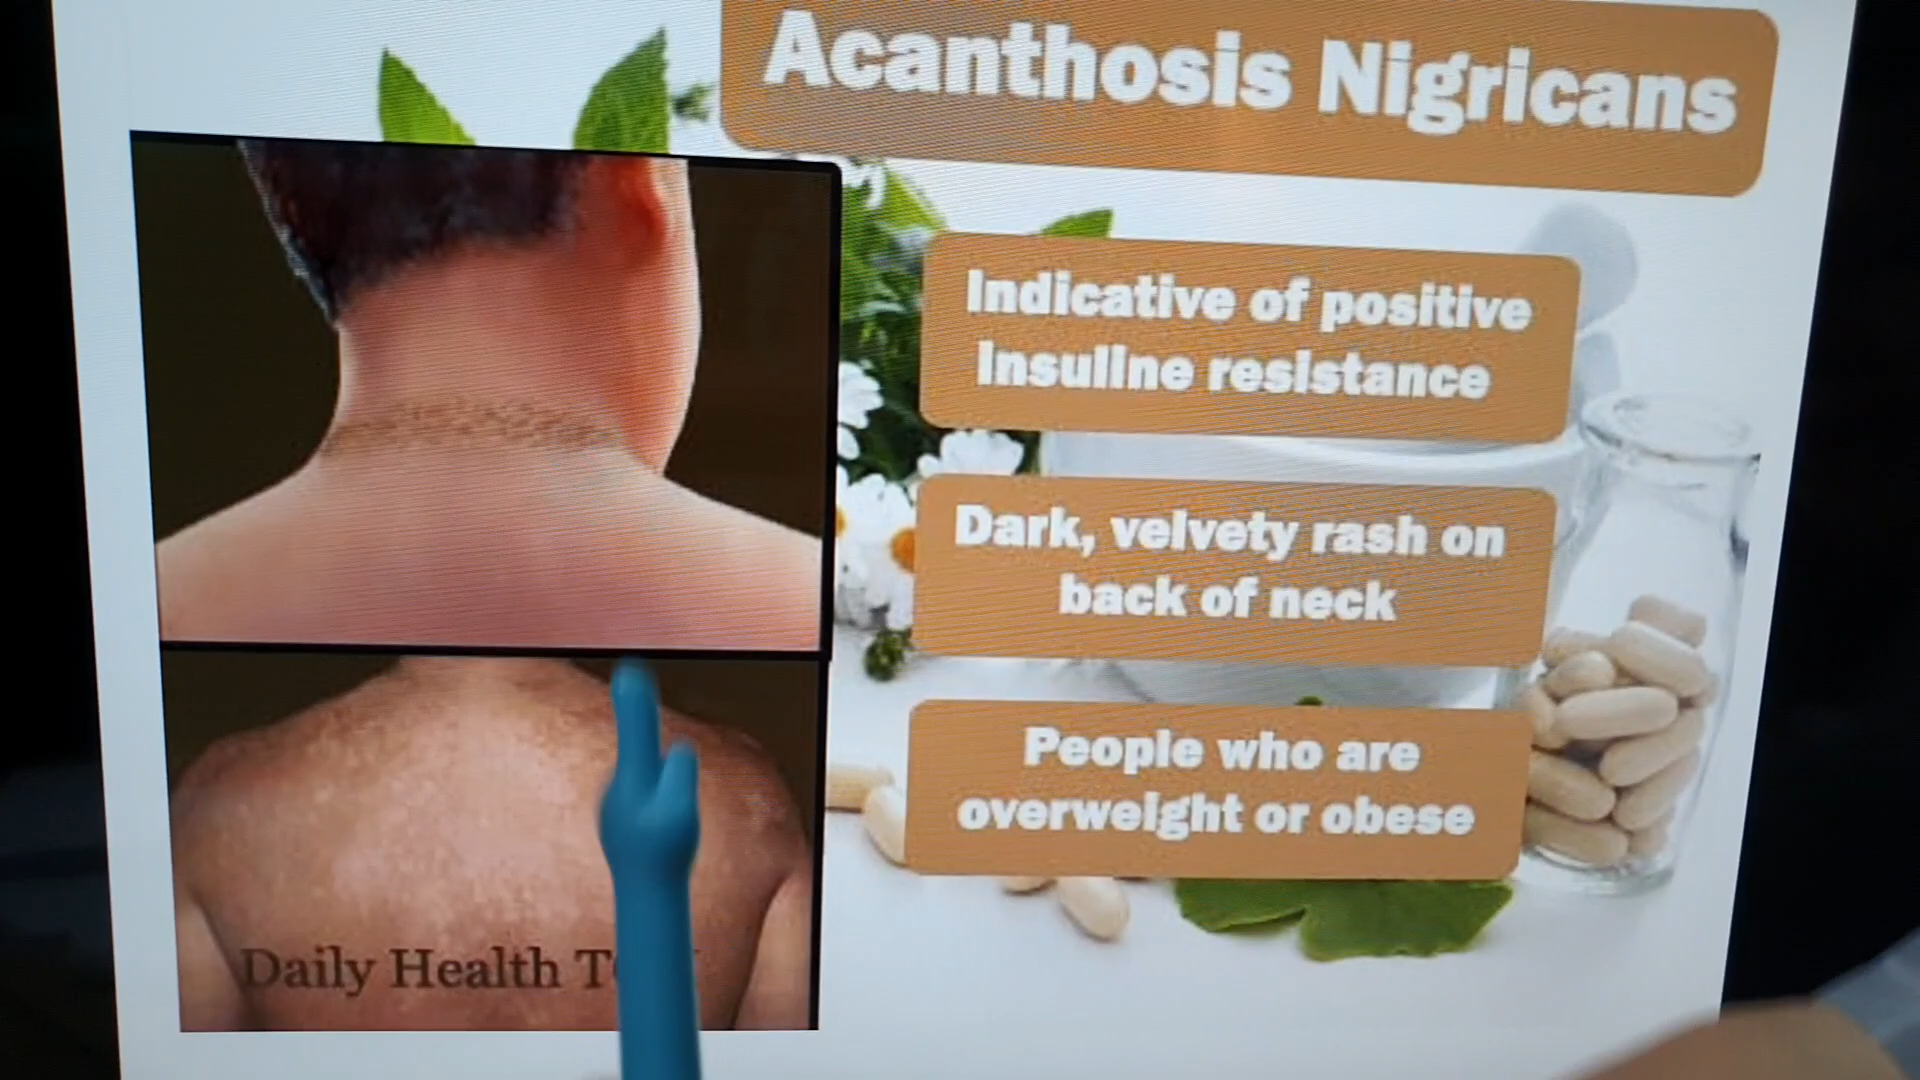 Acanthosis Nigricans
Indicative of positive
Insuline resistance
Dark, velvety rash on
back of neck
People who are
overweight or obese
Daily Health